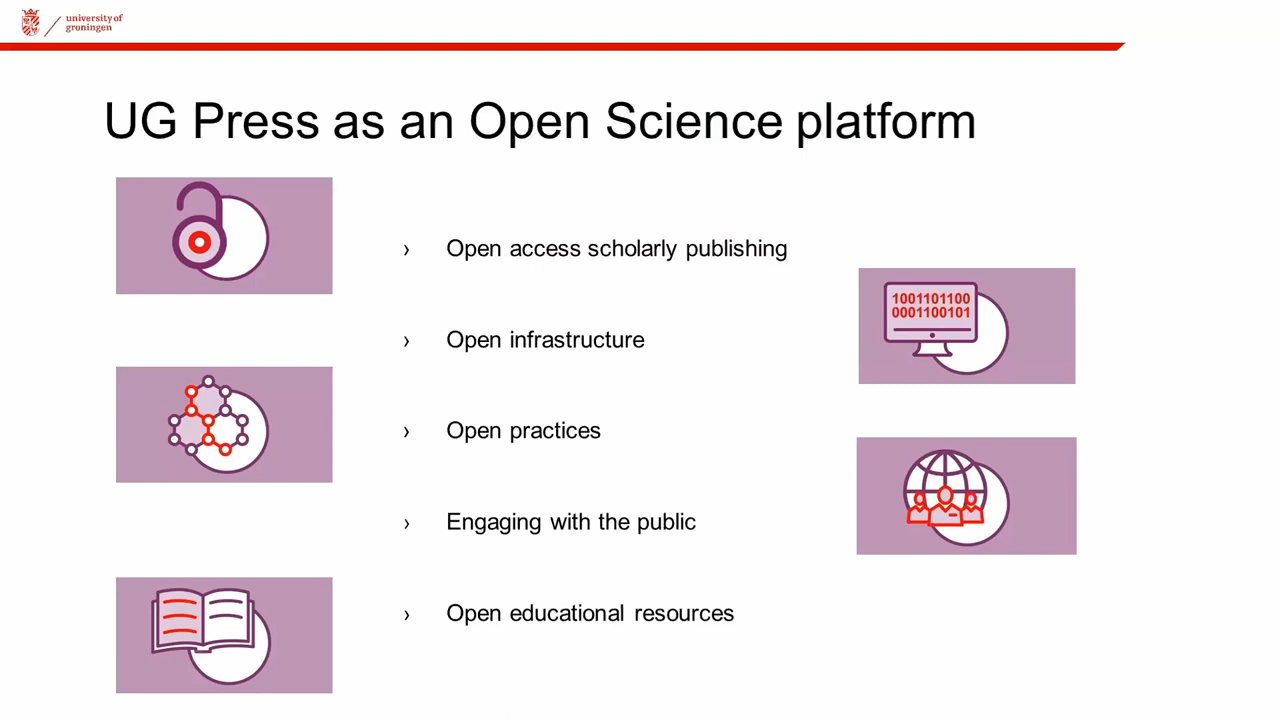 university of
groningen
UG Press as an Open Science platform
› Open access scholarly publishing
› Open infrastructure
› Open practices
› Engaging with the public
› Open educational resources
1001101100
0001100101